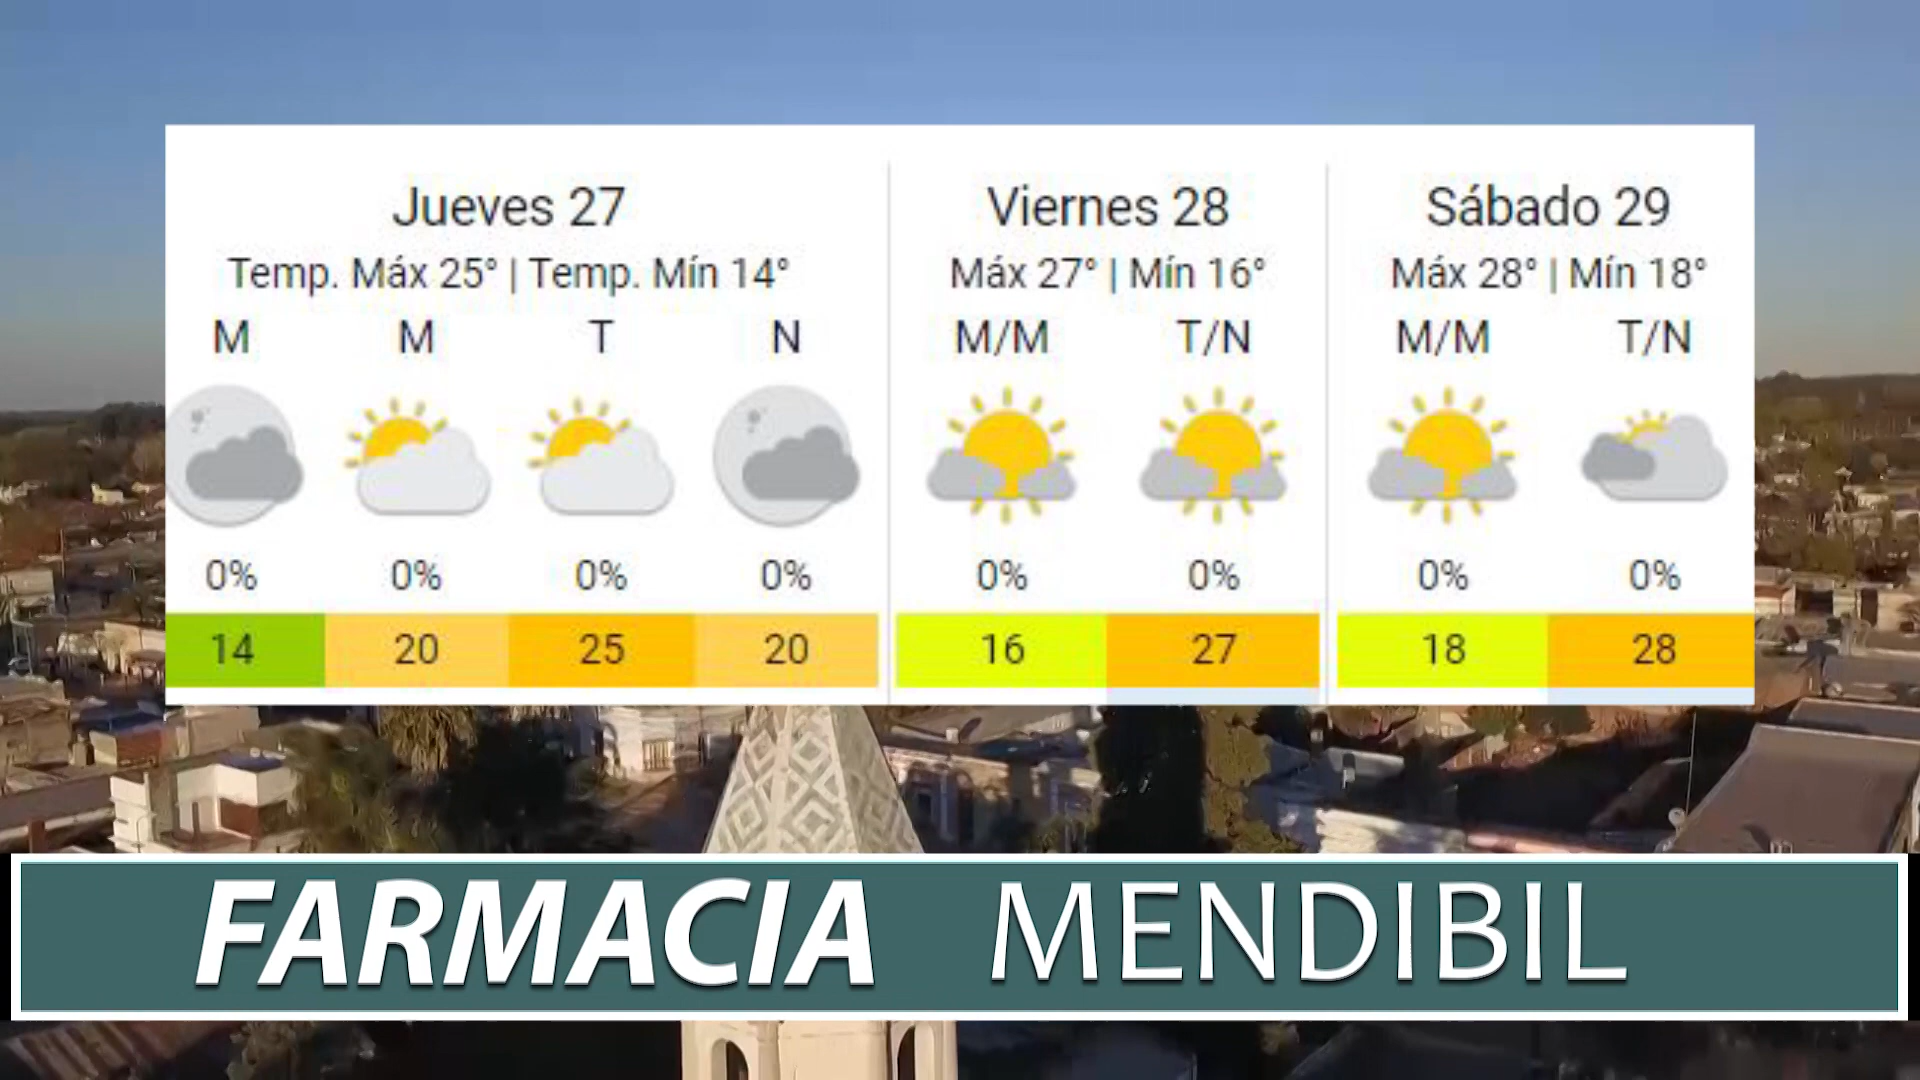 Jueves 27
Temp. Máx 25° | Temp. Mín 14°
M M T N
0% 0% 0% 0%
14 20 25 20
Viernes 28
Máx 27° | Mín 16°
M/M T/N
0% 0%
16 27
Sábado 29
Máx 28° | Mín 18°
M/M T/N
0% 0%
18 28
FARMACIA MENDIBIL